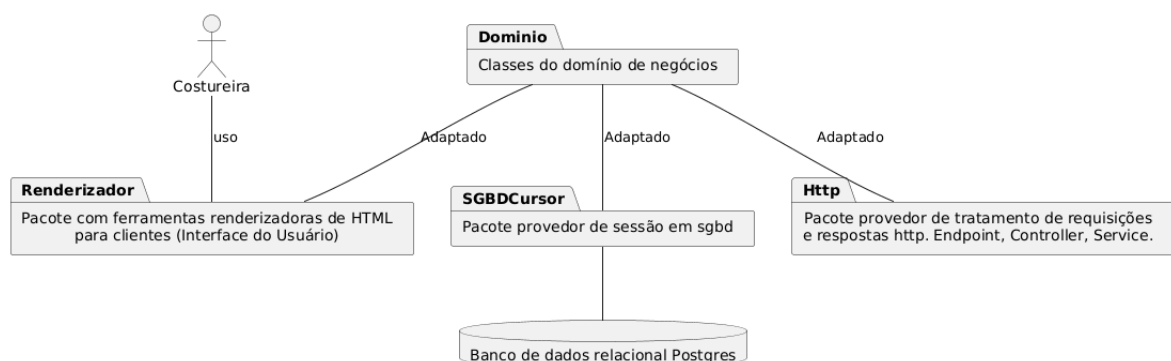 Dominio
Classes do domínio de negócios
Costureira
uso
Adaptado
Adaptado
Adaptado
Renderizador
Pacote com ferramentas renderizadoras de HTML
para clientes (Interface do Usuário)
SGBDCursor
Pacote provedor de sessão em sgbd
Http
Pacote provedor de tratamento de requisições
e respostas http. Endpoint, Controller, Service.
Banco de dados relacional Postgres